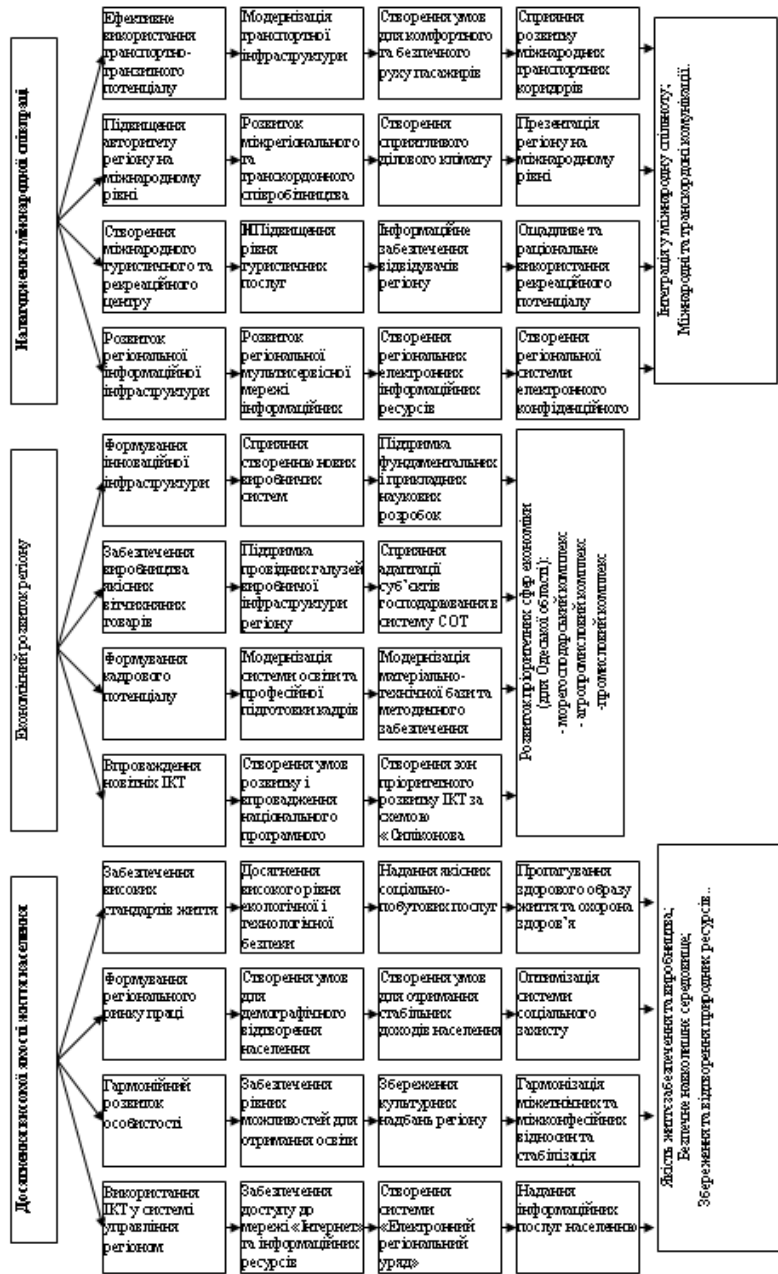 Налагодження міжнародної співпраці
Ефективне
використання
транспортно-
транзитного
потенціалу
Модернізація
транспортної
інфраструктури
Створення умов
для комфортного
та безпечного
руху пасажирів
Сприяння
розвитку
міжнародних
транспортних
коридорів
Підвищення
авторитету
регіону на
міжнародному
рівні
Розвиток
міжрегіонального
та
транскордонного
співробітництва
Створення
сприятливого
ділового клімату
Презентація
регіону на
міжнародному
рівні
Створення
міжнародного
туристичного та
рекреаційного
центру
НПідвищення
рівня
туристичних
послуг
Інформаційне
забезпечення
відвідувачів
регіону
Ощадливе та
раціональне
використання
рекреаційного
потенціалу
Розвиток
регіональної
інформаційної
інфраструктури
Розвиток
регіональної
мультисервісної
мережі
інформаційних
Створення
регіональних
електронних
інформаційних
ресурсів
Створення
регіональної
системи
електронного
конфіденційного
Інтеграція у міжнародну спільноту;
Міжнародні та транскордоні комунікації..
Економічний розвиток регіону
Формування
інноваційної
інфраструктури
Сприяння
створенню нових
виробничих
систем
Підтримка
фундаментальних
і прикладних
наукових
розробок
Забезпечення
виробництва
якісних
вітчизняних
товарів
Підтримка
провідних галузей
виробничої
інфраструктури
регіону
Сприяння
адаптації
суб’єктів
господарювання в
систему СОТ
Формування
кадрового
потенціалу
Модернізація
системи освіти та
професійної
підготовки кадрів
Модернізація
матеріально-
технічної бази та
методичного
забезпечення
Впроваждення
новітніх ІКТ
Створення умов
розвитку і
впровадження
національного
програмного
Створення зон
пріоритетного
розвитку ІКТ за
схемою
«Силіконова
Розвиток пріоритетних сфер економіки
(для Одеської області):
- морегосподарський комплекс
- агропромисловий комплекс
-промисловий комплекс
Досягнення високої якості життя населення
Забезпечення
високих
стандартів життя
Досягнення
високого рівня
екологічної і
технологічної
безпеки
Надання якісних
соціально-
побутових послуг
Пропагування
здорового образу
життя та охорона
здоров’я
Формування
регіонального
ринку праці
Створення умов
для
демографічного
відтворення
населення
Створення умов
для отримання
стабільних
доходів населення
Оптимізація
системи
соціального
захисту
Гармонійний
розвиток
особистості
Забезпечення
рівних
можливостей для
отримання освіти
Збереження
культурних
надбань регіону
Гармонізація
міжетнічних та
міжконфесійних
відносин та
стабілізація
Використання
ІКТ у системі
управління
регіоном
Забезпечення
доступу до
мережі «Інтернет»
та інформаційних
ресурсів
Створення
системи
«Електронний
регіональний
уряд»
Надання
інформаційних
послуг населенню
Якість життєзабезпечення та виробництва;
Безпечне навколишнє середовище;
Збереження та відтворення природних ресурсів..